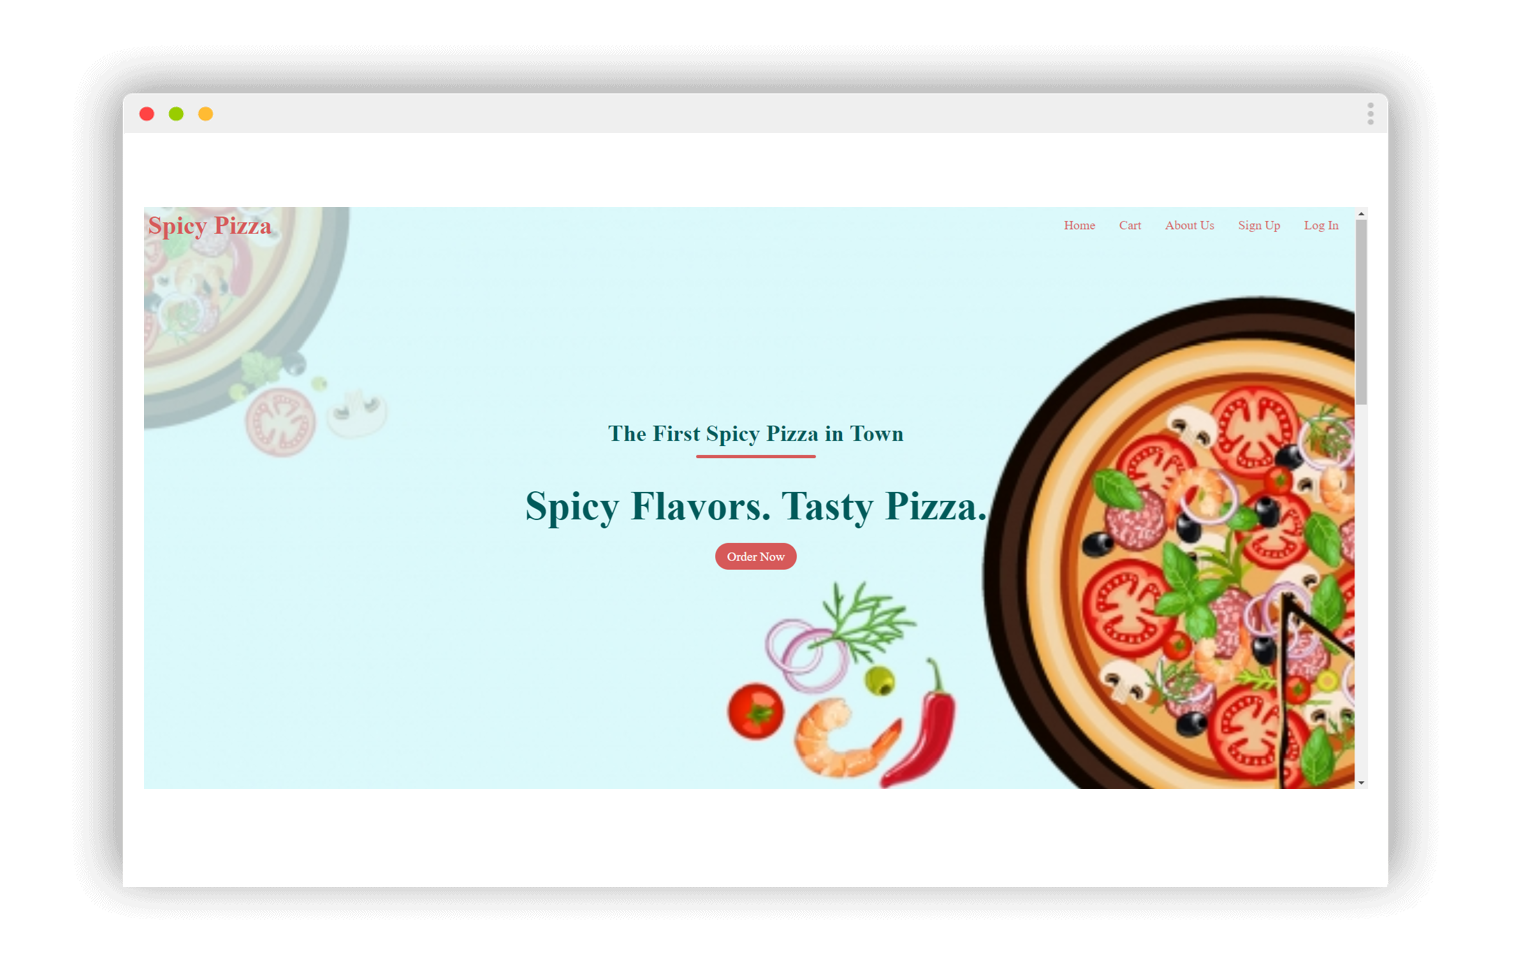 Spicy Pizza
Home Cart About Us Sign Up Log In
The First Spicy Pizza in Town
Spicy Flavors. Tasty Pizza.
Order Now